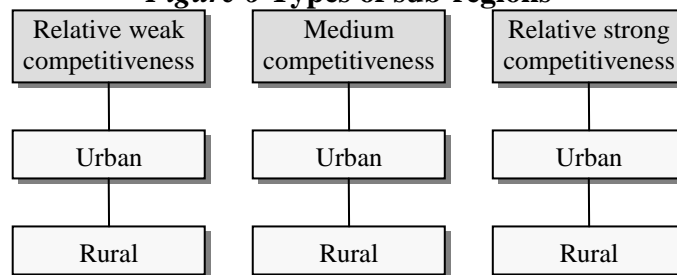 Figure Types of sub-regions
Relative weak
competitiveness
Medium
competitiveness
Relative strong
competitiveness
Urban
Urban
Urban
Rural
Rural
Rural